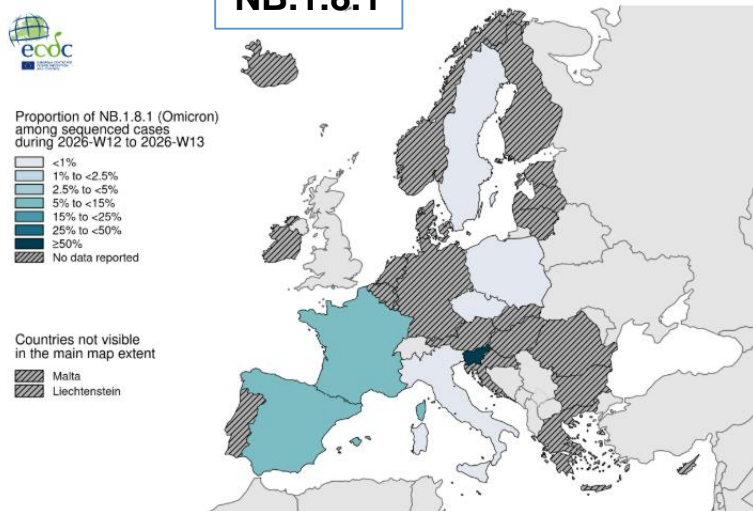 NB.1.8.1
ecdc
Proportion of NB.1.8.1 (Omicron)
among sequenced cases
during 2026-W12 to 2026-W13
<1%
1% to <2.5%
2.5% to <5%
5% to <15%
15% to <25%
25% to <50%
≥50%
No data reported
Countries not visible
in the main map extent
Malta
Liechtenstein